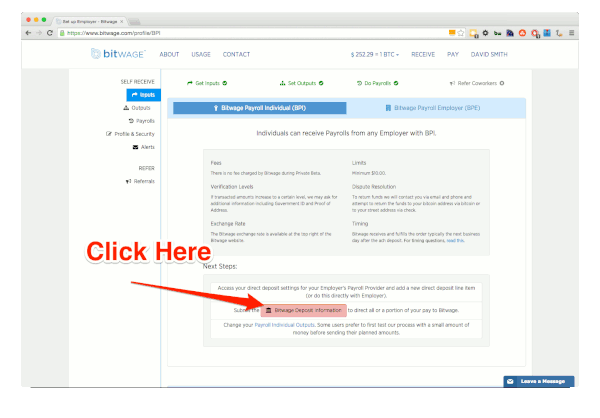 Set up Employer - Bitwage
https://www.bitwage.com/profile/BPI
bitWAGE
ABOUT USAGE CONTACT $ 252.29 = 1 BTC RECEIVE PAY DAVID SMITH
SELF RECEIVE
Inputs
Outputs
Payrolls
Profile & Security
Alerts
REFER
Referrals
Get Inputs Set Outputs Do Payrolls Refer Coworkers
Bitwage Payroll Individual (BPI) Bitwage Payroll Employer (BPE)
Individuals can receive Payrolls from any Employer with BPI.
Fees
There is no fee charged by Bitwage during Private Beta.
Limits
Minimum $10.00.
Verification Levels
If transacted amounts increase to a certain level, we may ask for
additional information including Government ID and Proof of
Address.
Dispute Resolution
To return funds we will contact you via email and phone and
attempt to return the funds to your bitcoin address via bitcoin or
to your street address via check.
Exchange Rate
The Bitwage exchange rate is available at the top right of the
Bitwage website.
Timing
Bitwage receives and fulfils the order typically the next business
day after the ach deposit. For timing questions, read this.
Click Here
Next Steps:
Access your direct deposit settings for your Employer's Payroll Provider and add a new direct deposit line item
(or do this directly with Employer).
Submit the Bitwage Deposit Information to direct all or a portion of your pay to Bitwage.
Change your Payroll Individual Outputs. Some users prefer to first test our process with a small amount of
money before sending their planned amounts.
Leave a Message